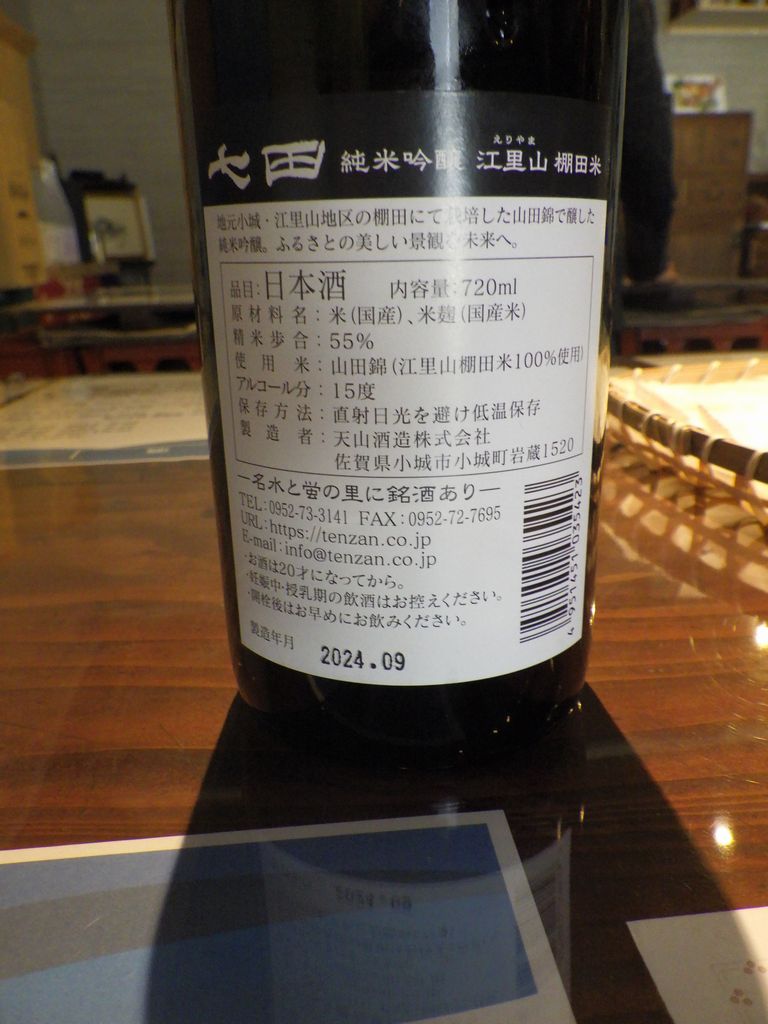 七田 純米吟醸 江里山 棚田米
えりやま
地元小城・江里山地区の棚田にて栽培した山田錦で醸した
純米吟醸。ふるさとの美しい景観を未来へ。
品目:日本酒 内容量:720ml
原材料名:米(国産)、米麹(国産米)
精米歩合:55%
使用米:山田錦(江里山棚田米100%使用)
アルコール分:15度
保存方法:直射日光を避け低温保存
製造者:天山酒造株式会社
佐賀県小城市小城町岩蔵1520
―名水と蛍の里に銘酒あり―
TEL:0952-73-3141 FAX:0952-72-7695
URL:https://tenzan.co.jp
E-mail:info@tenzan.co.jp
・お酒は20才になってから。
・妊娠中・授乳期の飲酒はお控えください。
・開栓後はお早めにお飲みください。
製造年月 2024.09
4 951451 035423